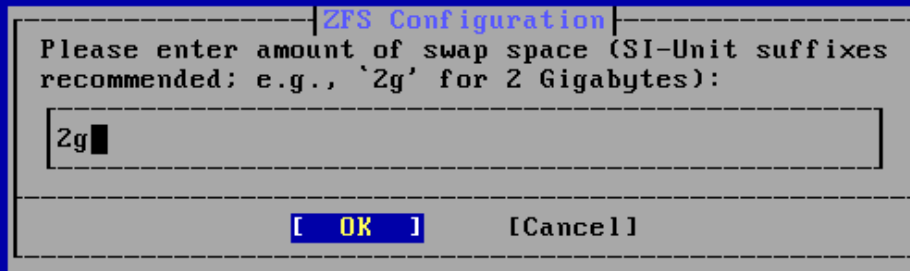 ZFS Configuration
Please enter amount of swap space (SI-Unit suffixes
recommended; e.g., `2g' for 2 Gigabytes):
2g
[ OK ] [Cancel]